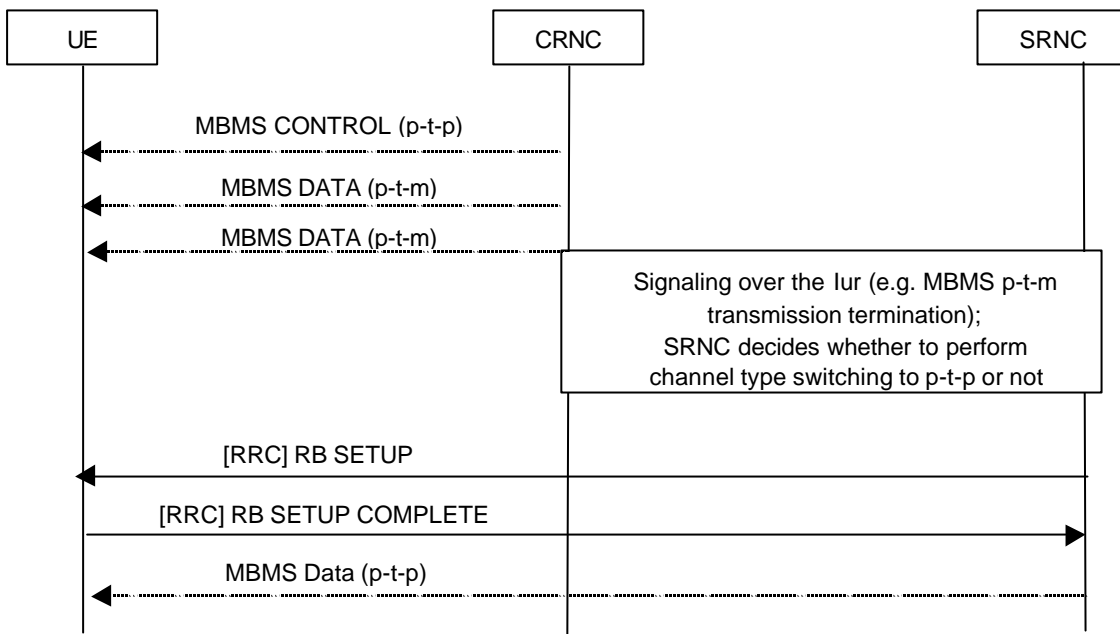 UE
CRNC
SRNC
MBMS CONTROL (p-t-p)
MBMS DATA (p-t-m)
MBMS DATA (p-t-m)
Signaling over the Iur (e.g. MBMS p-t-m
transmission termination);
SRNC decides whether to perform
channel type switching to p-t-p or not
[RRC] RB SETUP
[RRC] RB SETUP COMPLETE
MBMS Data (p-t-p)